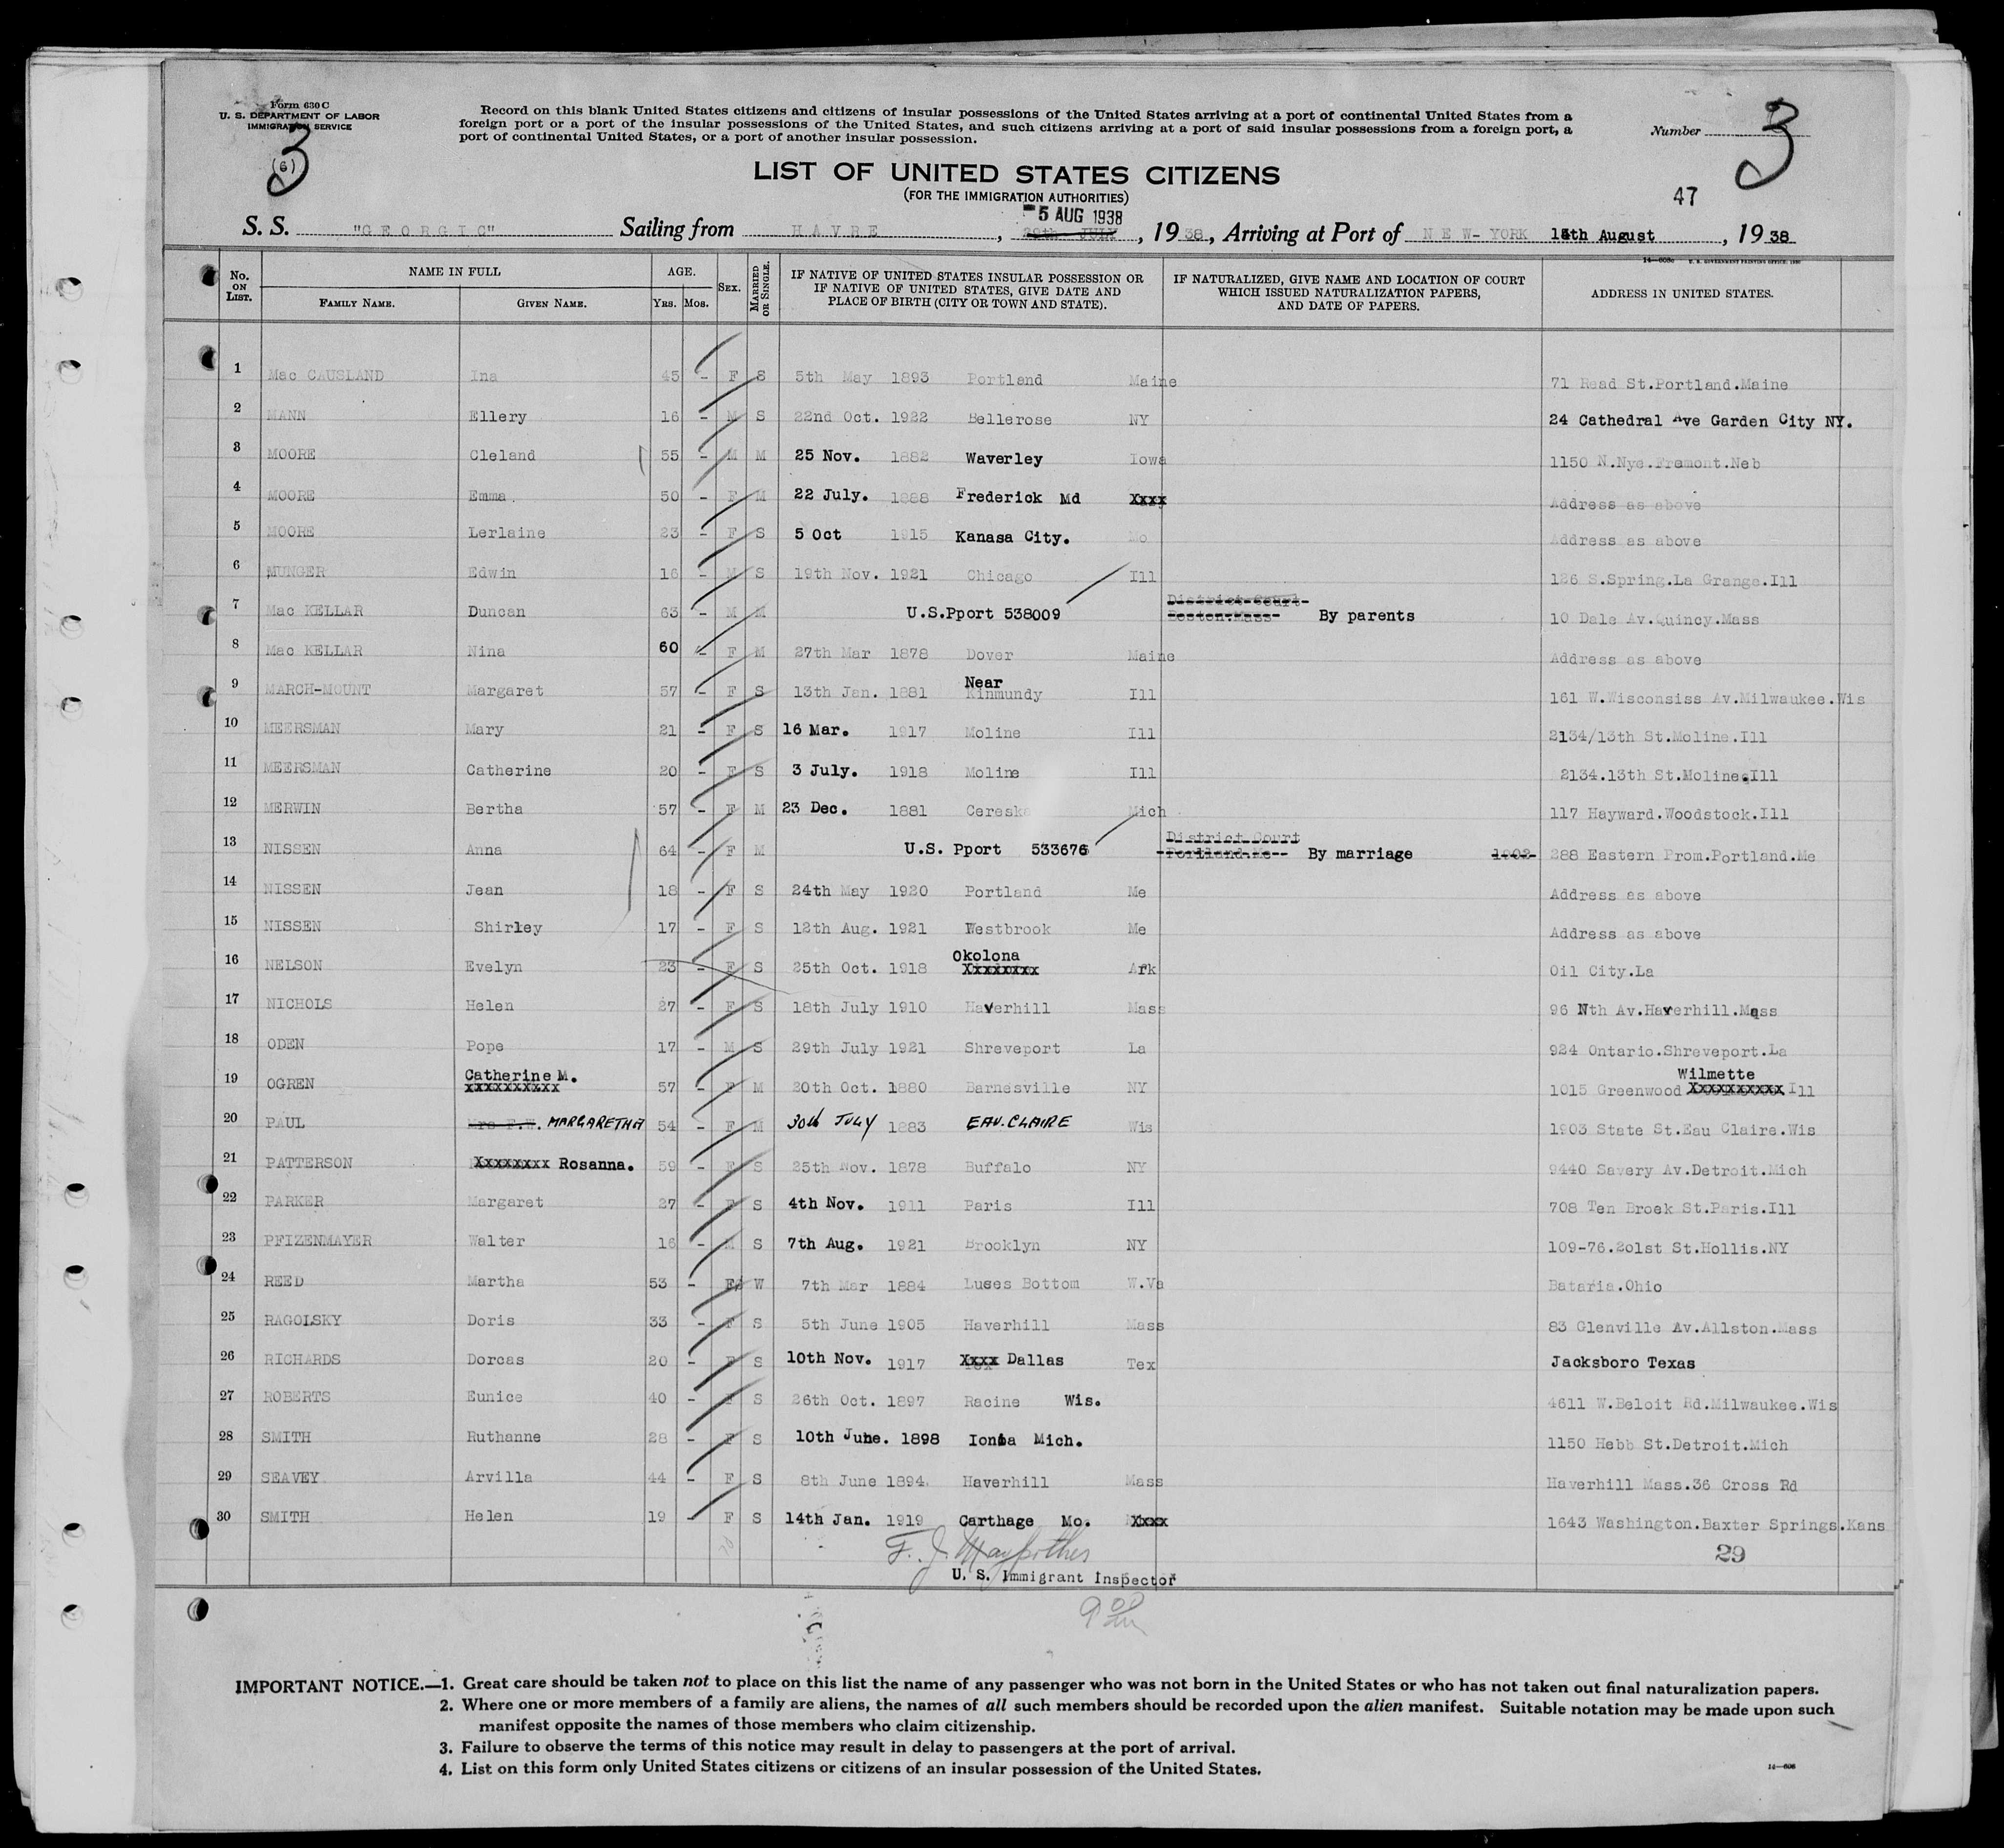 Form 630 C
U. S. DEPARTMENT OF LABOR
IMMIGRATION SERVICE
3
(6)
Record on this blank United States citizens and citizens of insular possessions of the United States arriving at a port of continental United States from a
foreign port or a port of the insular possessions of the United States, and such citizens arriving at a port of said insular possessions from a foreign port, a
port of continental United States, or a port of another insular possession.
Number 3
LIST OF UNITED STATES CITIZENS
(FOR THE IMMIGRATION AUTHORITIES)
47
5 AUG 1938
S. S. "GEORGIC" Sailing from HAVRE, 29th JULY, 1938, Arriving at Port of NEW-YORK 15th August, 1938
No. ON LIST. NAME IN FULL FAMILY NAME. GIVEN NAME. AGE. Yrs. Mos. SEX. MARRIED OR SINGLE. IF NATIVE OF UNITED STATES INSULAR POSSESSION OR IF NATIVE OF UNITED STATES, GIVE DATE AND PLACE OF BIRTH (CITY OR TOWN AND STATE). IF NATURALIZED, GIVE NAME AND LOCATION OF COURT WHICH ISSUED NATURALIZATION PAPERS, AND DATE OF PAPERS. ADDRESS IN UNITED STATES.
1 Mac CAUSLAND Ina 45 - F S 5th May 1893 Portland Maine 71 Read St.Portland.Maine
2 MANN Ellery 16 - M S 22nd Oct. 1922 Bellerose NY 24 Cathedral Ave Garden City NY.
3 MOORE Cleland 55 - M M 25 Nov. 1882 Waverley Iowa 1150 N.Nye.Fremont.Neb
4 MOORE Emma. 50 - F M 22 July. 1888 Frederick Md Xxxx Address as above
5 MOORE Lerlaine 23 - F S 5 Oct 1915 Kanasa City. Mo Address as above
6 MUNGER Edwin 16 - M S 19th Nov. 1921 Chicago Ill 126 S.Spring.La Grange.Ill
7 Mac KELLAR Duncan 63 - M M U.S.Pport 538009 District Court Boston.Mass By parents 10 Dale Av.Quincy.Mass
8 Mac KELLAR Nina 60 - F M 27th Mar 1878 Dover Maine Address as above
9 MARCH-MOUNT Margaret 57 - F S 13th Jan. 1881 Near Kinmundy Ill 161 W.Wisconsiss Av.Milwaukee.Wis
10 MEERSMAN Mary 21 - F S 16 Mar. 1917 Moline Ill 2134/13th St.Moline.Ill
11 MEERSMAN Catherine 20 - F S 3 July. 1918 Moline Ill 2134.13th St.Moline.Ill
12 MERWIN Bertha 57 - F M 23 Dec. 1881 Ceresk Mich 117 Hayward.Woodstock.Ill
13 NISSEN Anna 64 - F M U.S. Pport 533676 District Court Portland.Me By marriage 1902 288 Eastern Prom.Portland.Me
14 NISSEN Jean 18 - F S 24th May 1920 Portland Me Address as above
15 NISSEN Shirley 17 - F S 12th Aug. 1921 Westbrook Me Address as above
16 NELSON Evelyn 23 - F S 25th Oct. 1918 Okolona Xxxxxxxx Ark Oil City.La
17 NICHOLS Helen 27 - F S 18th July 1910 Haverhill Mass 96 Nth Av.Haverhill.Mass
18 ODEN Pope 17 - M S 29th July 1921 Shreveport La 924 Ontario.Shreveport.La
19 OGREN Catherine M. xxxxxxxxxx 57 - F M 20th Oct. 1880 Barnesville NY 1015 Greenwood Wilmette Xxxxxxxxxx Ill
20 PAUL Mrs F.W. MARGARETHA 54 - F M 30th JULY 1883 EAU.CLAIRE Wis 1903 State St.Eau Claire.Wis
21 PATTERSON Xxxxxxxx Rosanna. 59 - F S 25th Nov. 1878 Buffalo NY 9440 Savery Av.Detroit.Mich
22 PARKER Margaret 27 - F S 4th Nov. 1911 Paris Ill 708 Ten Broek St.Paris.Ill
23 PFIZENMAYER Walter 16 - M S 7th Aug. 1921 Brooklyn NY 109-76.201st St.Hollis.NY
24 REED Martha 53 - F W 7th Mar 1884 Luses Bottom W.Va Bataria.Ohio
25 RAGOLSKY Doris 33 - F S 5th June 1905 Haverhill Mass 83 Glenville Av.Allston.Mass
26 RICHARDS Dorcas 20 - F S 10th Nov. 1917 Xxxx Dallas Tex Jacksboro Texas
27 ROBERTS Eunice 40 - F S 26th Oct. 1897 Racine Wis. 4611 W.Beloit Rd.Milwaukee.Wis
28 SMITH Ruthanne 28 - F S 10th June. 1898 Ionia Mich. 1150 Hebb St.Detroit.Mich
29 SEAVEY Arvilla 44 - F S 8th June 1894 Haverhill Mass Haverhill Mass.36 Cross Rd
30 SMITH Helen 19 - F S 14th Jan. 1919 Carthage Mo. Xxxx 1643 Washington.Baxter Springs.Kans
F. J.
29
U. S. Immigrant Inspector
IMPORTANT NOTICE.—1. Great care should be taken not to place on this list the name of any passenger who was not born in the United States or who has not taken out final naturalization papers.
2. Where one or more members of a family are aliens, the names of all such members should be recorded upon the alien manifest. Suitable notation may be made upon such
manifest opposite the names of those members who claim citizenship.
3. Failure to observe the terms of this notice may result in delay to passengers at the port of arrival.
4. List on this form only United States citizens or citizens of an insular possession of the United States.
14—606